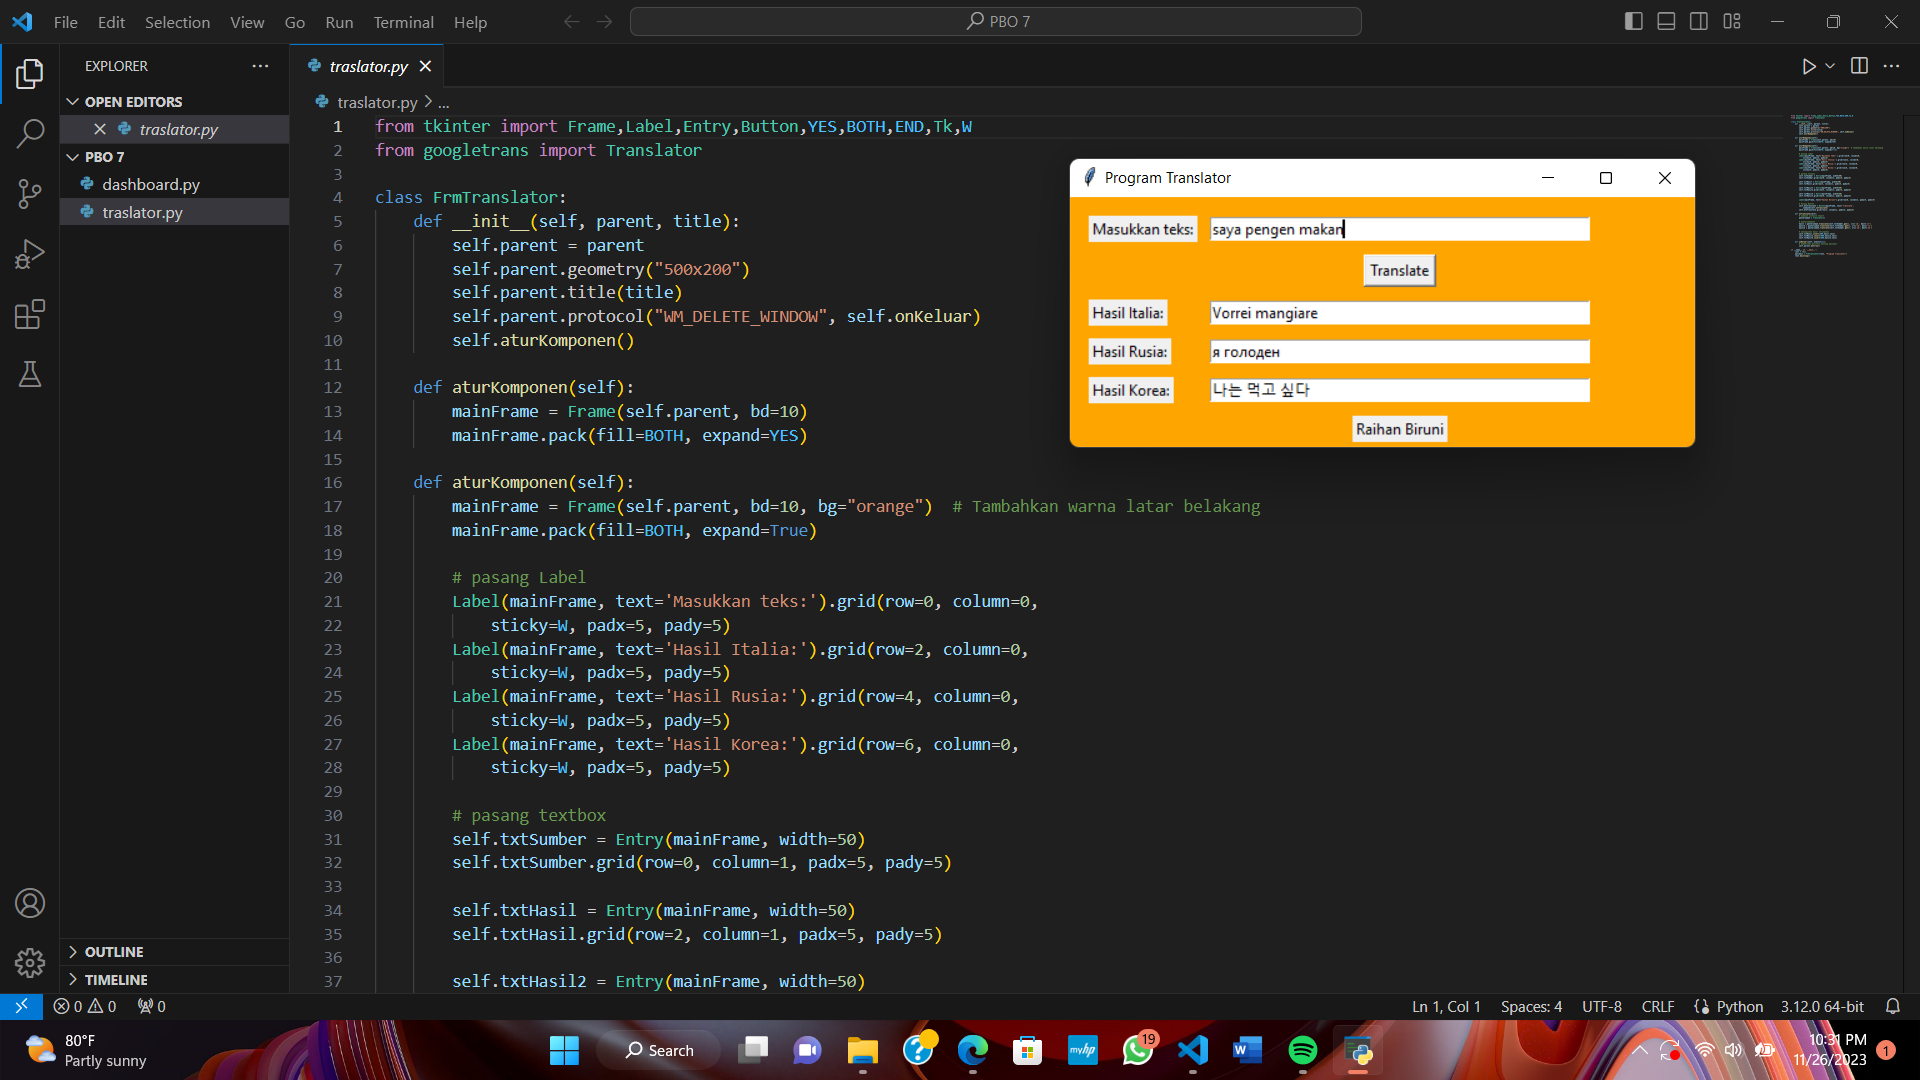 File Edit Selection View Go Run Terminal Help
PBO 7
EXPLORER
OPEN EDITORS
traslator.py
PBO 7
dashboard.py
traslator.py
OUTLINE
TIMELINE
traslator.py
traslator.py > ...
1 from tkinter import Frame,Label,Entry,Button,YES,BOTH,END,Tk,W
2 from googletrans import Translator
3
4 class FrmTranslator:
5 def __init__(self, parent, title):
6 self.parent = parent
7 self.parent.geometry("500x200")
8 self.parent.title(title)
9 self.parent.protocol("WM_DELETE_WINDOW", self.onKeluar)
10 self.aturKomponen()
11
12 def aturKomponen(self):
13 mainFrame = Frame(self.parent, bd=10)
14 mainFrame.pack(fill=BOTH, expand=YES)
15
16 def aturKomponen(self):
17 mainFrame = Frame(self.parent, bd=10, bg="orange")  # Tambahkan warna latar belakang
18 mainFrame.pack(fill=BOTH, expand=True)
19
20 # pasang Label
21 Label(mainFrame, text='Masukkan teks:').grid(row=0, column=0,
22 sticky=W, padx=5, pady=5)
23 Label(mainFrame, text='Hasil Italia:').grid(row=2, column=0,
24 sticky=W, padx=5, pady=5)
25 Label(mainFrame, text='Hasil Rusia:').grid(row=4, column=0,
26 sticky=W, padx=5, pady=5)
27 Label(mainFrame, text='Hasil Korea:').grid(row=6, column=0,
28 sticky=W, padx=5, pady=5)
29
30 # pasang textbox
31 self.txtSumber = Entry(mainFrame, width=50)
32 self.txtSumber.grid(row=0, column=1, padx=5, pady=5)
33
34 self.txtHasil = Entry(mainFrame, width=50)
35 self.txtHasil.grid(row=2, column=1, padx=5, pady=5)
36
37 self.txtHasil2 = Entry(mainFrame, width=50)
Program Translator
Masukkan teks: saya pengen makan
Translate
Hasil Italia: Vorrei mangiare
Hasil Rusia: я голоден
Hasil Korea: 나는 먹고 싶다
Raihan Biruni
0 0 0
Ln 1, Col 1 Spaces: 4 UTF-8 CRLF Python 3.12.0 64-bit
80°F
Partly sunny
Search
myhp
19
10:31 PM
11/26/2023
1